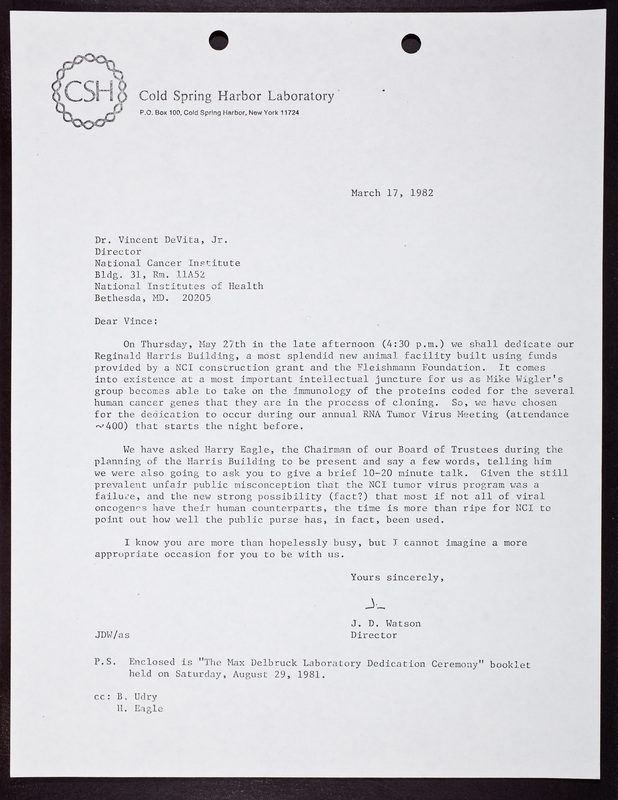 CSH
Cold Spring Harbor Laboratory
P.O. Box 100, Cold Spring Harbor, New York 11724
March 17, 1982
Dr. Vincent DeVita, Jr.
Director
National Cancer Institute
Bldg. 31, Rm. 11A52
National Institutes of Health
Bethesda, MD.  20205
Dear Vince:
On Thursday, May 27th in the late afternoon (4:30 p.m.) we shall dedicate our
Reginald Harris Building, a most splendid new animal facility built using funds
provided by a NCI construction grant and the Fleishmann Foundation.  It comes
into existence at a most important intellectual juncture for us as Mike Wigler's
group becomes able to take on the immunology of the proteins coded for the several
human cancer genes that they are in the process of cloning.  So, we have chosen
for the dedication to occur during our annual RNA Tumor Virus Meeting (attendance
~400) that starts the night before.
We have asked Harry Eagle, the Chairman of our Board of Trustees during the
planning of the Harris Building to be present and say a few words, telling him
we were also going to ask you to give a brief 10-20 minute talk.  Given the still
prevalent unfair public misconception that the NCI tumor virus program was a
failure, and the new strong possibility (fact?) that most if not all of viral
oncogenes have their human counterparts, the time is more than ripe for NCI to
point out how well the public purse has, in fact, been used.
I know you are more than hopelessly busy, but I cannot imagine a more
appropriate occasion for you to be with us.
Yours sincerely,
J. D. Watson
JDW/as Director
P.S.  Enclosed is "The Max Delbruck Laboratory Dedication Ceremony" booklet
held on Saturday, August 29, 1981.
cc: B. Udry
H. Eagle